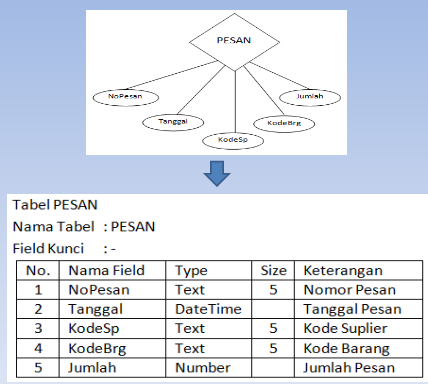 PESAN
NoPesan
Jumlah
Tanggal
KodeBrg
KodeSp
Tabel PESAN
Nama Tabel : PESAN
Field Kunci : -
No. Nama Field Type Size Keterangan
1 NoPesan Text 5 Nomor Pesan
2 Tanggal DateTime Tanggal Pesan
3 KodeSp Text 5 Kode Suplier
4 KodeBrg Text 5 Kode Barang
5 Jumlah Number Jumlah Pesan